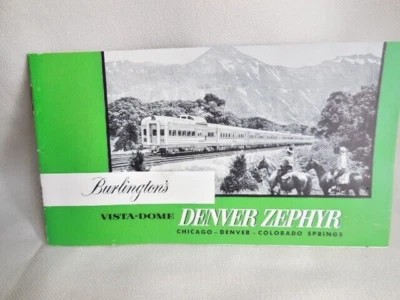 Burlington's
VISTA-DOME DENVER ZEPHYR
CHICAGO - DENVER - COLORADO SPRINGS